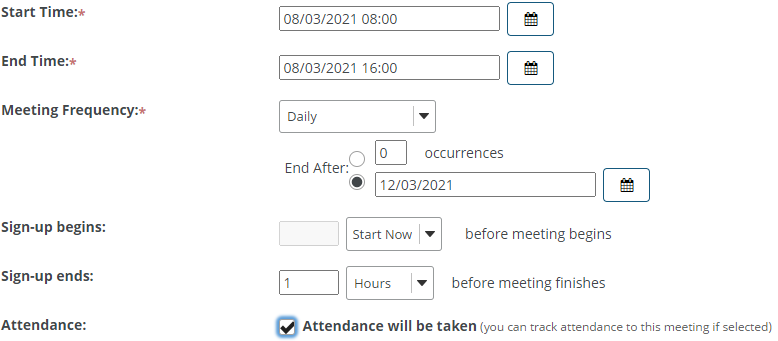 Start Time:* 08/03/2021 08:00
End Time:* 08/03/2021 16:00
Meeting Frequency:* Daily
0 occurrences
End After:
12/03/2021
Sign-up begins: Start Now before meeting begins
Sign-up ends: 1 Hours before meeting finishes
Attendance: Attendance will be taken (you can track attendance to this meeting if selected)